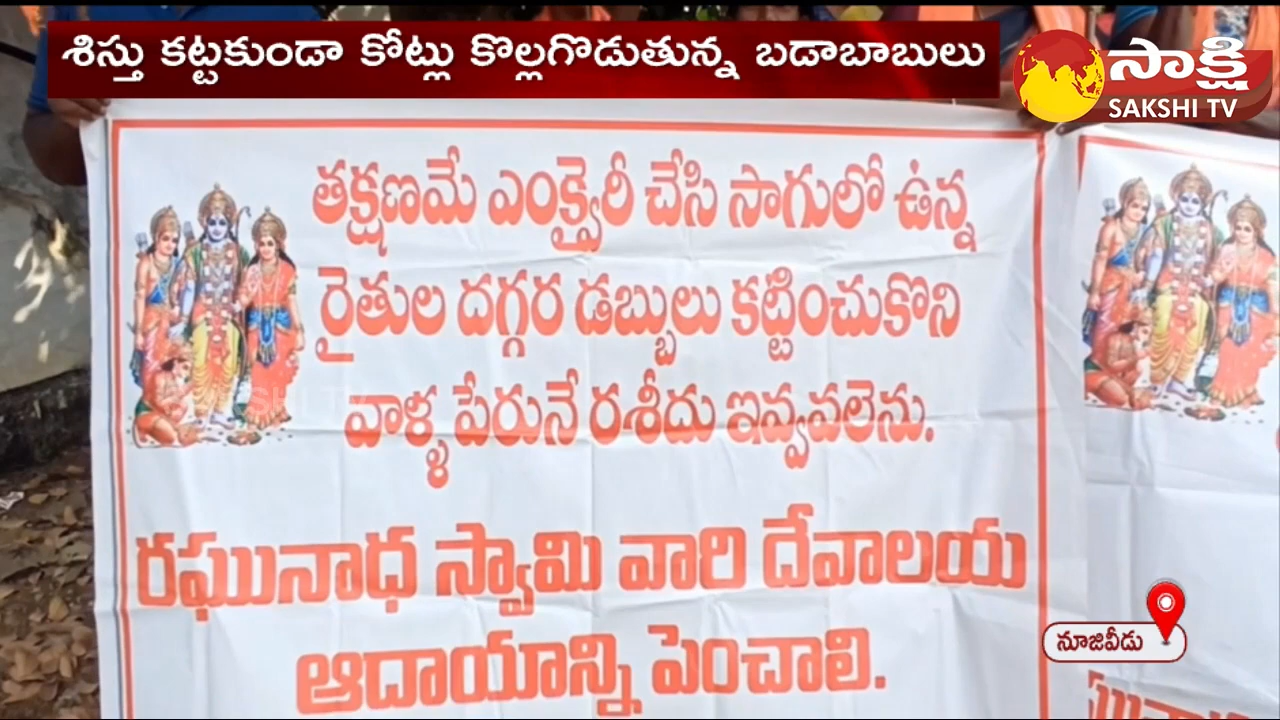 శిస్తు కట్టకుండా కోట్లు కొల్లగొడుతున్న బడాబాబులు
సాక్షి
SAKSHI TV
తక్షణమే ఎంక్వైరీ చేసి సాగులో ఉన్న
రైతుల దగ్గర డబ్బులు కట్టించుకొని
వాళ్ళ పేరునే రశీదు ఇవ్వవలెను.
రఘునాధ స్వామి వారి దేవాలయ
ఆదాయాన్ని పెంచాలి.
నూజివీడు